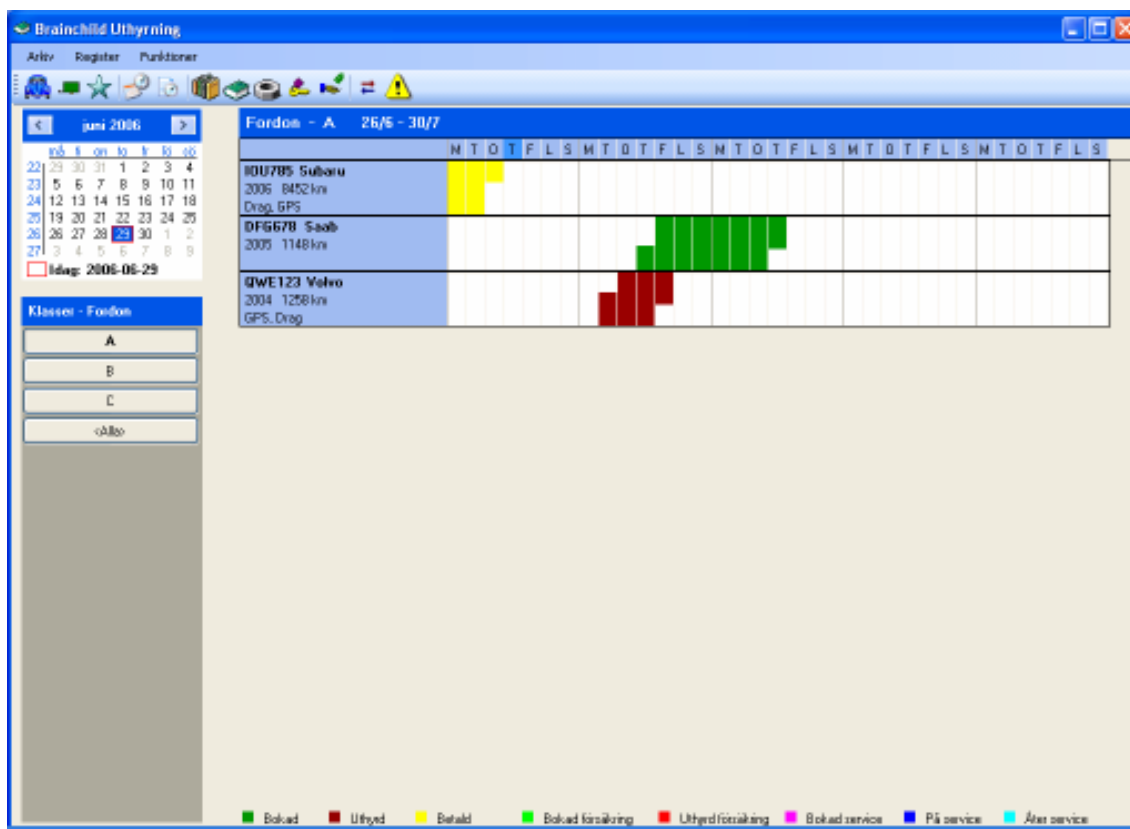 Brainchild Uthyrning
Arkiv Register Funktioner
juni 2006
må ti on to fr lö sö
22 29 30 31 1 2 3 4
23 5 6 7 8 9 10 11
24 12 13 14 15 16 17 18
25 19 20 21 22 23 24 25
26 26 27 28 29 30 1 2
27 3 4 5 6 7 8 9
Idag: 2006-06-29
Klasser - Fordon
A
B
C
<Alla>
Fordon - A 26/6 - 30/7
M T O T F L S M T O T F L S M T O T F L S M T O T F L S M T O T F L S
IOU785 Subaru
2006 8452 km
Drag, GPS
DFG678 Saab
2005 1148 km
QWE123 Volvo
2004 1258 km
GPS, Drag
Bokad Uthyrd Betald Bokad försäkring Uthyrd försäkring Bokad service På service Åter service